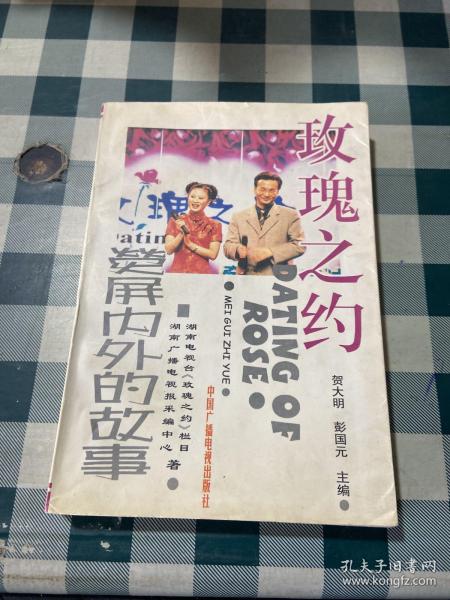 玫瑰之约
DATING OF
ROSE
MEI GUI ZHI YUE
荧屏内外的故事
湖南电视台《玫瑰之约》栏目
湖南广播电视报采编中心 著
中国广播电视出版社
贺大明 彭国元 主编
瑰之
atin
孔夫子旧书网
www.kongfz.com